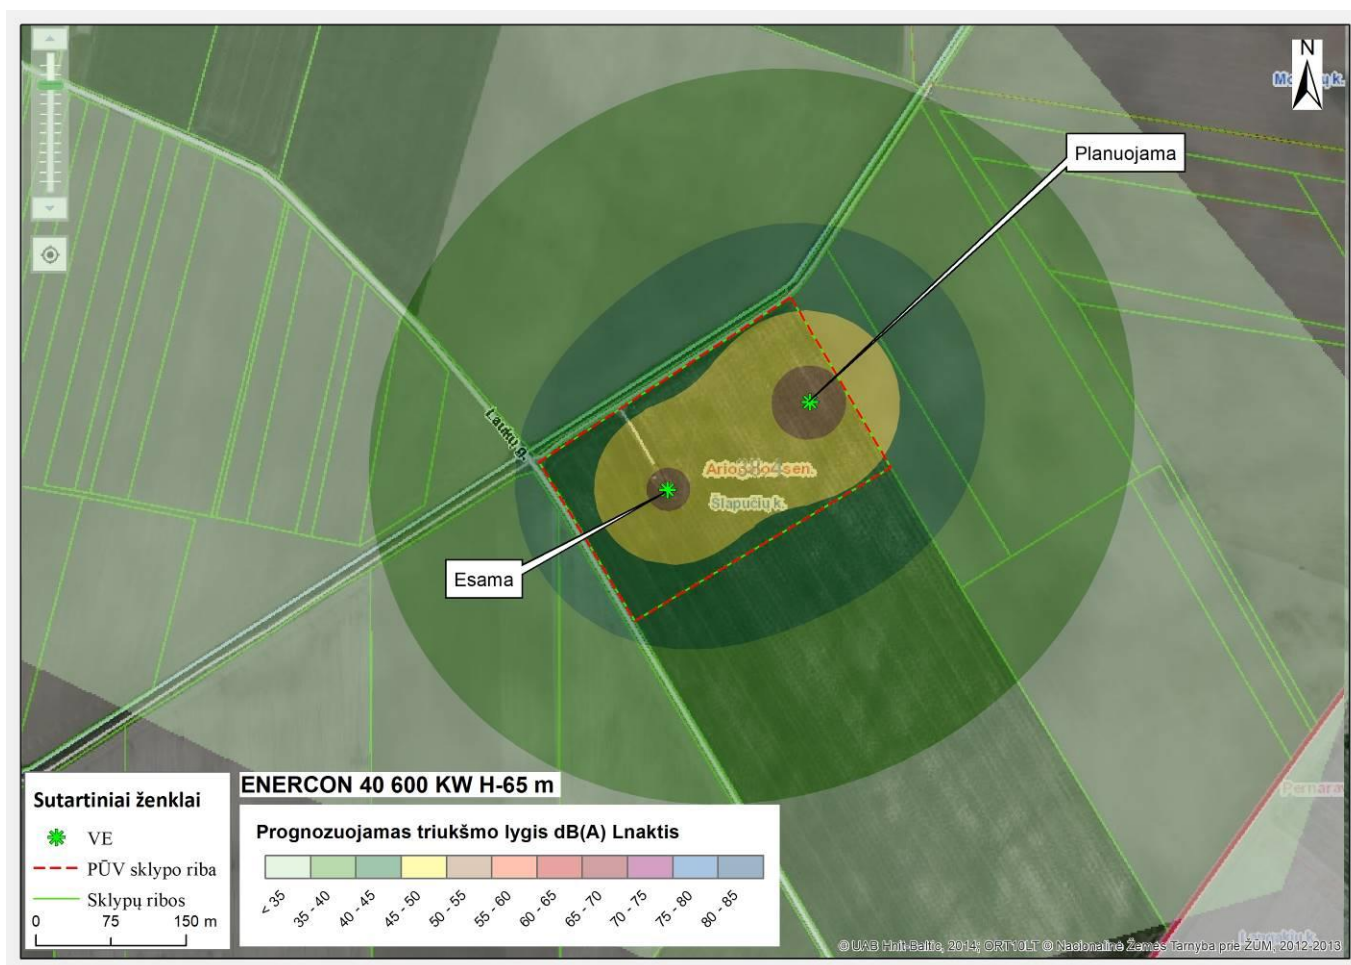 N
Planuojama
Laukų g.
Ariogalos sen.
Šlapučių k.
Esama
Pernarav
ENERCON 40 600 KW H-65 m
Sutartiniai ženklai
VE
PŪV sklypo riba
Sklypų ribos
0 75 150 m
Prognozuojamas triukšmo lygis dB(A) Lnaktis
< 35
35 - 40
40 - 45
45 - 50
50 - 55
55 - 60
60 - 65
65 - 70
70 - 75
75 - 80
80 - 85
© UAB Hnit-Baltic, 2014; ORT10LT © Nacionalinė Žemės Tarnyba prie ŽŪM, 2012-2013